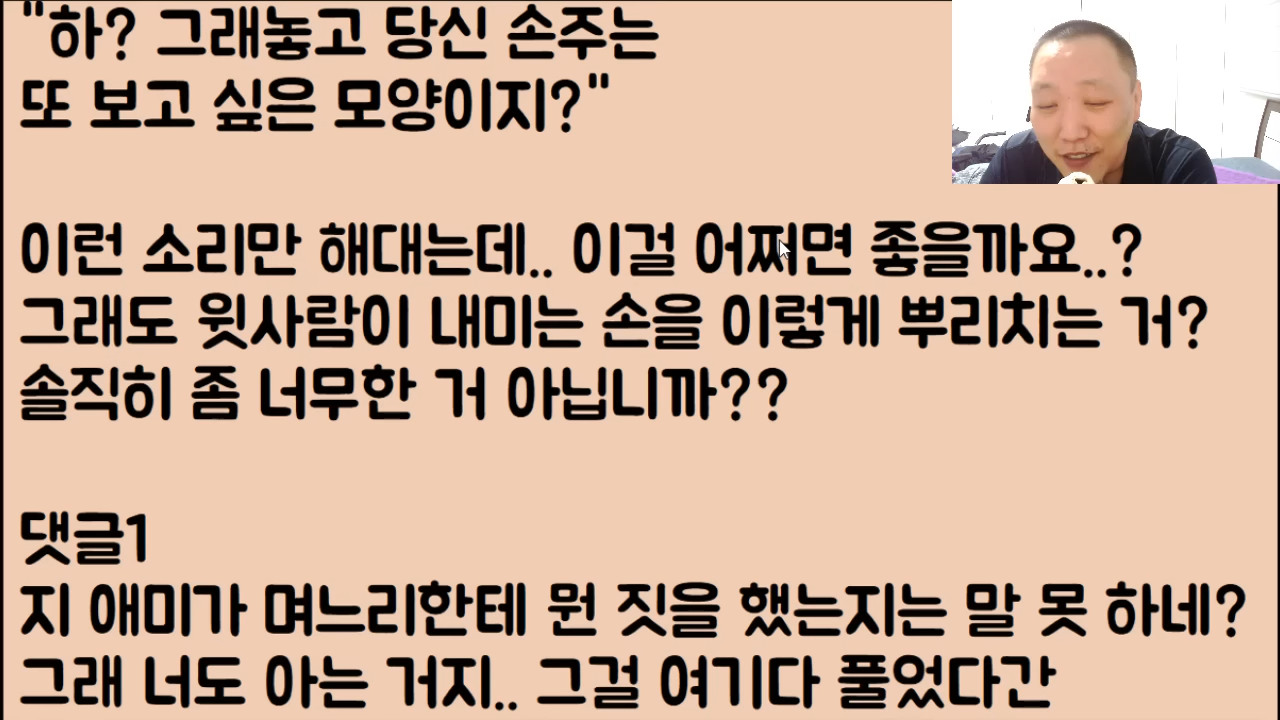 "하? 그래놓고 당신 손주는
또 보고 싶은 모양이지?"
이런 소리만 해대는데.. 이걸 어쩌면 좋을까요..?
그래도 윗사람이 내미는 손을 이렇게 뿌리치는 거?
솔직히 좀 너무한 거 아닙니까??
댓글1
지 애미가 며느리한테 뭔 짓을 했는지는 말 못 하네?
그래 너도 아는 거지.. 그걸 여기다 풀었다간